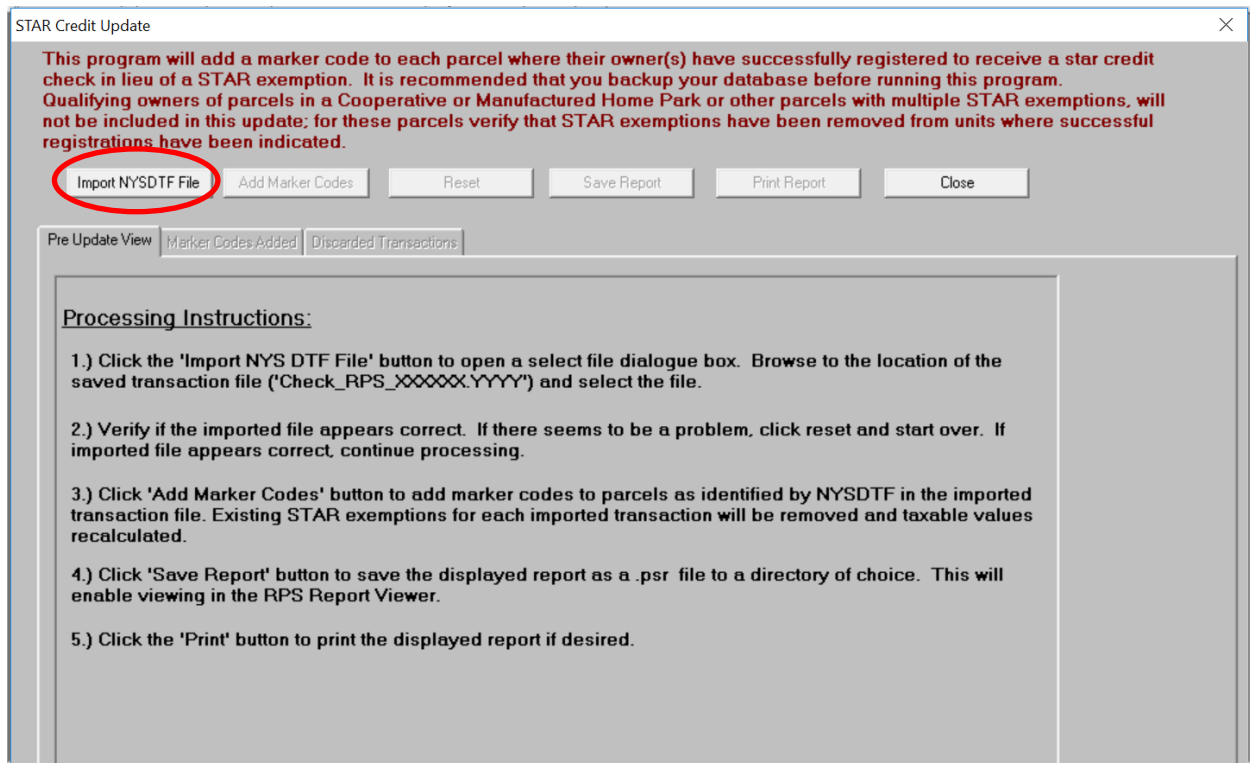 STAR Credit Update
This program will add a marker code to each parcel where their owner(s) have successfully registered to receive a star credit
check in lieu of a STAR exemption.  It is recommended that you backup your database before running this program.
Qualifying owners of parcels in a Cooperative or Manufactured Home Park or other parcels with multiple STAR exemptions, will
not be included in this update; for these parcels verify that STAR exemptions have been removed from units where successful
registrations have been indicated.
Import NYSDTF File Add Marker Codes Reset Save Report Print Report Close
Pre Update View Marker Codes Added Discarded Transactions
Processing Instructions:
1.) Click the 'Import NYS DTF File' button to open a select file dialogue box.  Browse to the location of the
saved transaction file ('Check_RPS_XXXXXX.YYYY') and select the file.
2.) Verify if the imported file appears correct.  If there seems to be a problem, click reset and start over.  If
imported file appears correct, continue processing.
3.) Click 'Add Marker Codes' button to add marker codes to parcels as identified by NYSDTF in the imported
transaction file. Existing STAR exemptions for each imported transaction will be removed and taxable values
recalculated.
4.) Click 'Save Report' button to save the displayed report as a .psr  file to a directory of choice.  This will
enable viewing in the RPS Report Viewer.
5.) Click the 'Print' button to print the displayed report if desired.